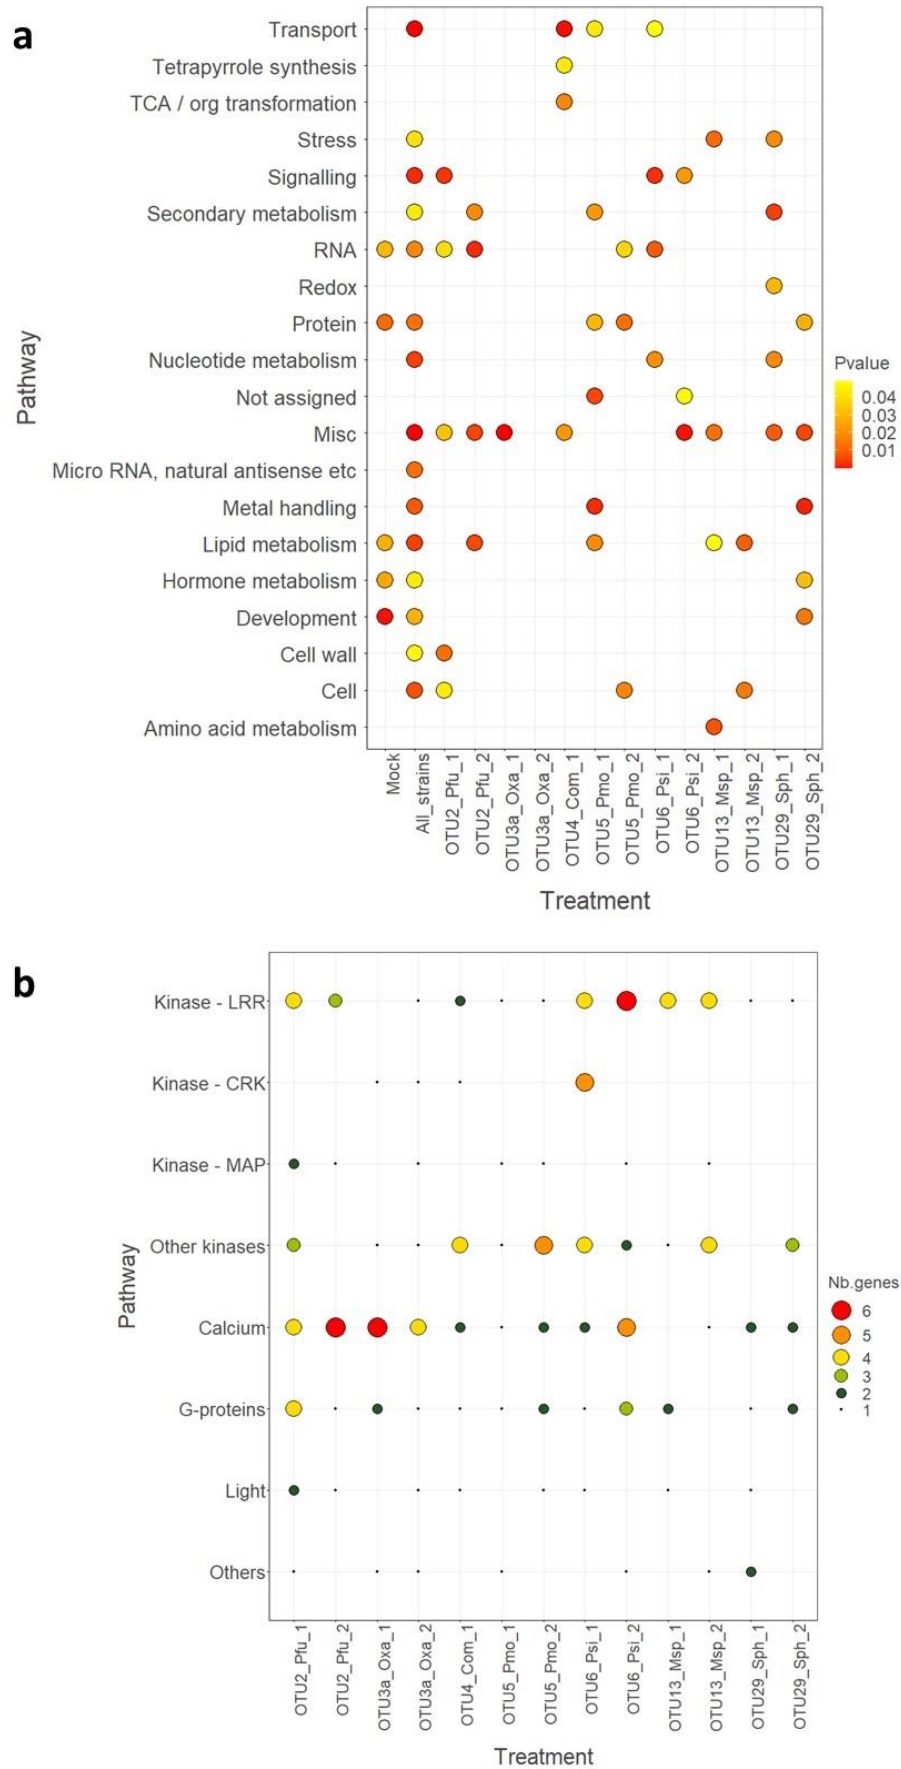 a
Transport
Tetrapyrrole synthesis
TCA / org transformation
Stress
Signalling
Secondary metabolism
RNA
Redox
Protein
Nucleotide metabolism
Not assigned
Misc
Micro RNA, natural antisense etc
Metal handling
Lipid metabolism
Hormone metabolism
Development
Cell wall
Cell
Amino acid metabolism
Pathway
Pvalue
0.04
0.03
0.02
0.01
Mock
All_strains
OTU2_Pfu_1
OTU2_Pfu_2
OTU3a_Oxa_1
OTU3a_Oxa_2
OTU4_Com_1
OTU5_Pmo_1
OTU5_Pmo_2
OTU6_Psi_1
OTU6_Psi_2
OTU13_Msp_1
OTU13_Msp_2
OTU29_Sph_1
OTU29_Sph_2
Treatment
b
Kinase - LRR
Kinase - CRK
Kinase - MAP
Other kinases
Calcium
G-proteins
Light
Others
Pathway
Nb.genes
6
5
4
3
2
1
OTU2_Pfu_1
OTU2_Pfu_2
OTU3a_Oxa_1
OTU3a_Oxa_2
OTU4_Com_1
OTU5_Pmo_1
OTU5_Pmo_2
OTU6_Psi_1
OTU6_Psi_2
OTU13_Msp_1
OTU13_Msp_2
OTU29_Sph_1
OTU29_Sph_2
Treatment